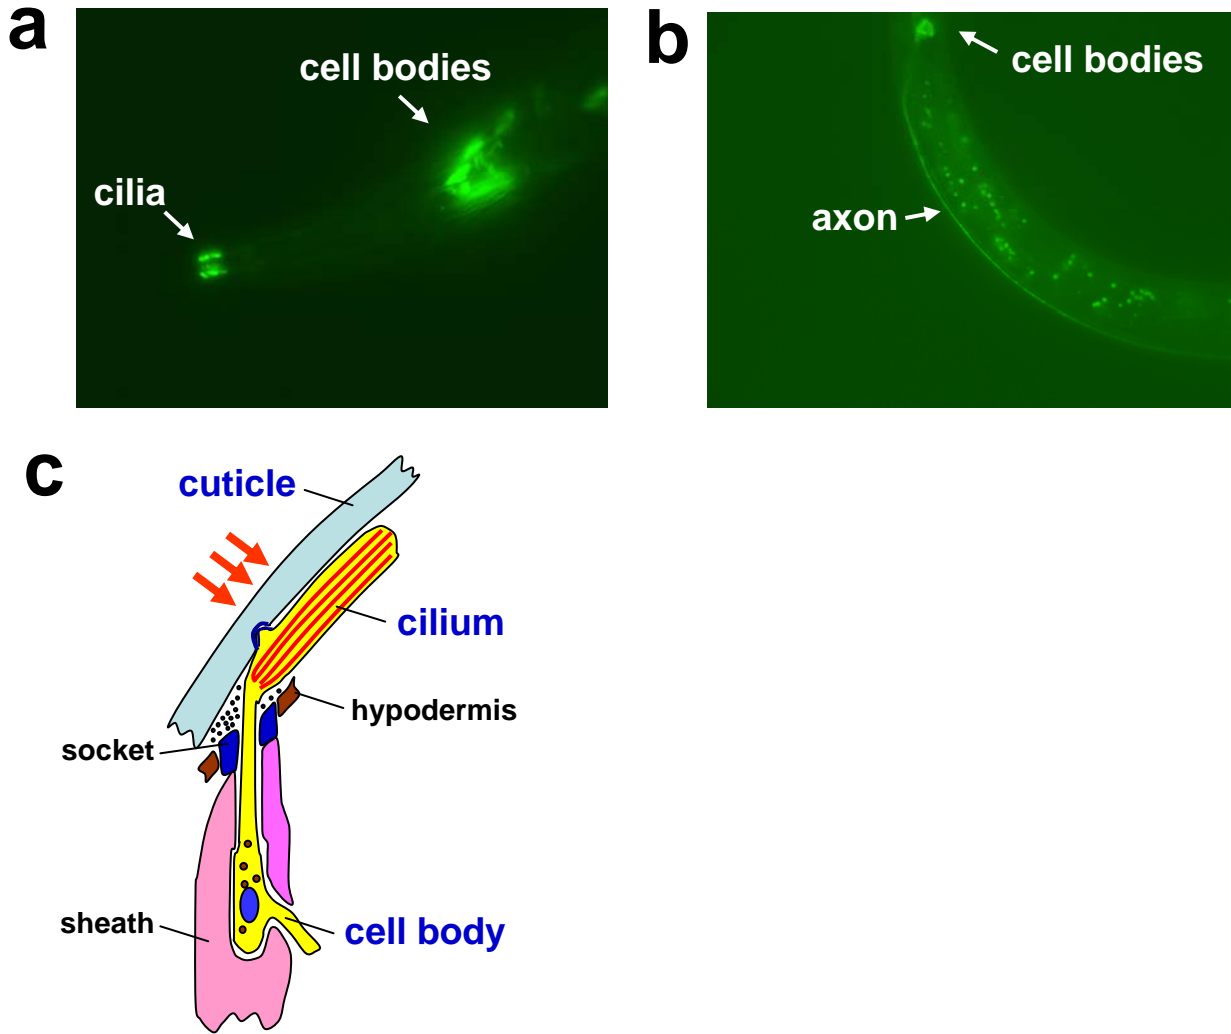 a
cell bodies
cilia
b
cell bodies
axon
c
cuticle
cilium
hypodermis
socket
sheath
cell body